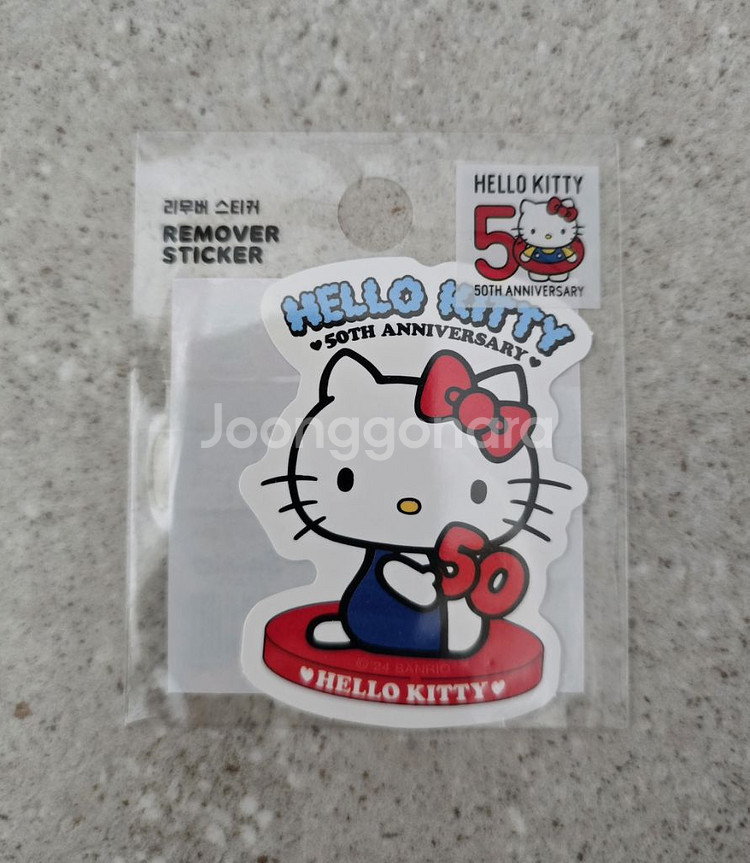 리무버 스티커
REMOVER
STICKER
HELLO KITTY
50
50TH ANNIVERSARY
HELLO KITTY
♥50TH ANNIVERSARY♥
Joonggonara
50
©'24 SANRIO
♥HELLO KITTY♥